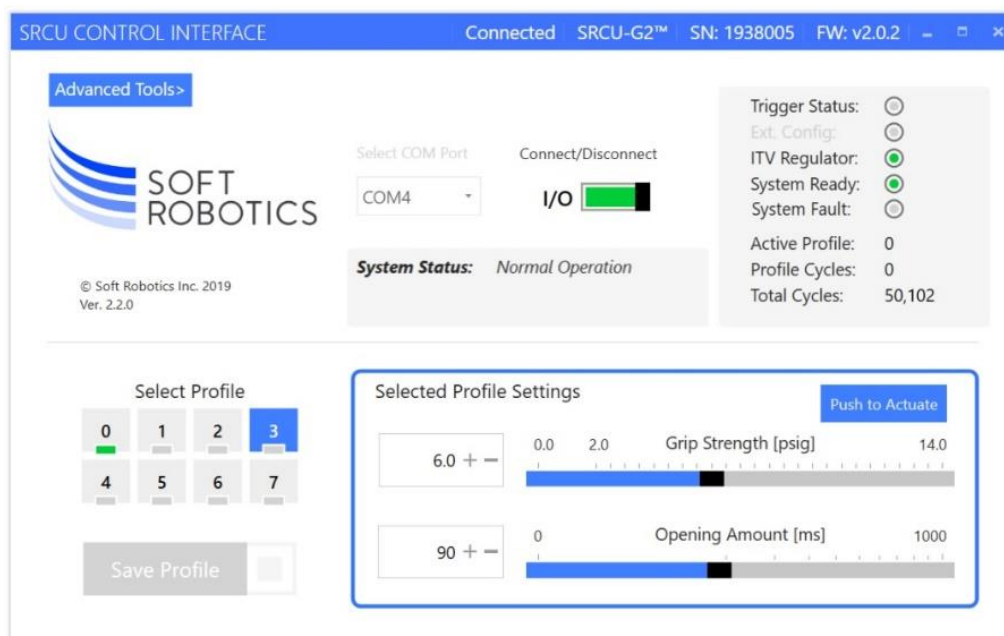 SRCU CONTROL INTERFACE Connected SRCU-G2™ SN: 1938005 FW: v2.0.2
Advanced Tools>
SOFT
ROBOTICS
© Soft Robotics Inc. 2019
Ver. 2.2.0
Select COM Port Connect/Disconnect
COM4 I/O
System Status: Normal Operation
Trigger Status:
Ext. Config:
ITV Regulator:
System Ready:
System Fault:
Active Profile: 0
Profile Cycles: 0
Total Cycles: 50,102
Select Profile
0 1 2 3
4 5 6 7
Save Profile
Selected Profile Settings
Push to Actuate
6.0 + −
0.0 2.0 Grip Strength [psig] 14.0
90 + −
0 Opening Amount [ms] 1000